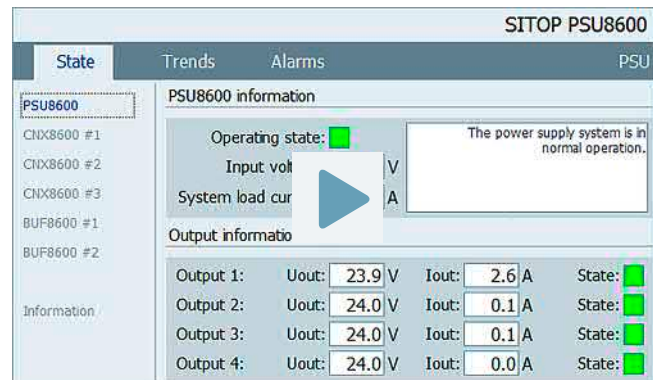 SITOP PSU8600
State Trends Alarms PSU
PSU8600
CNX8600 #1
CNX8600 #2
CNX8600 #3
BUF8600 #1
BUF8600 #2
Information
PSU8600 information
Operating state:
The power supply system is in
normal operation.
Input V
System load A
Output
Output 1: Uout: 23.9 V Iout: 2.6 A State:
Output 2: Uout: 24.0 V Iout: 0.1 A State:
Output 3: Uout: 24.0 V Iout: 0.1 A State:
Output 4: Uout: 24.0 V Iout: 0.0 A State: